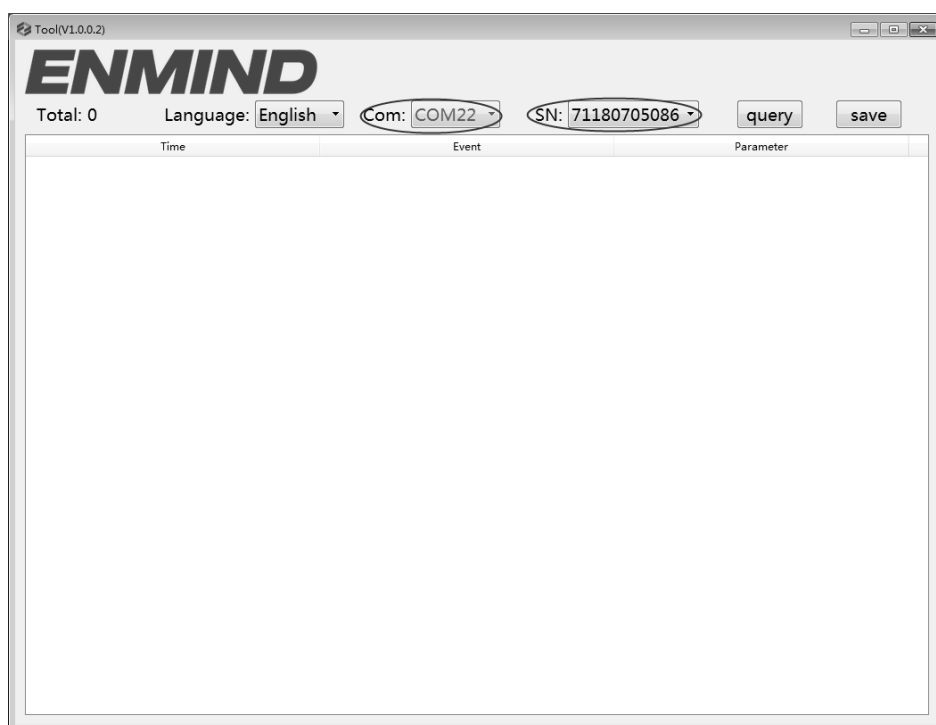 Tool(V1.0.0.2)
ENMIND
Total: 0 Language: English Com: COM22 SN: 71180705086 query save
Time Event Parameter